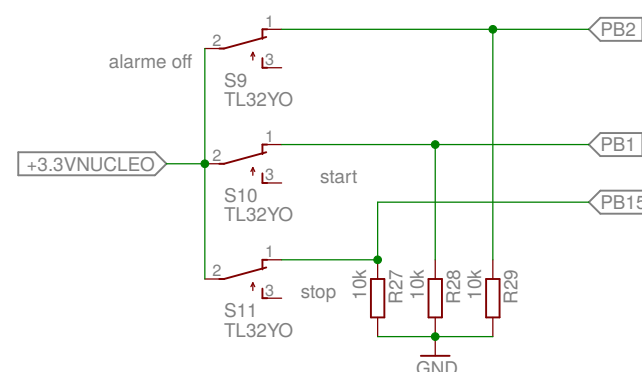 1
PB2
2
alarme off
3
S9
TL32YO
1
PB1
+3.3VNUCLEO
2
3
start
S10
TL32YO
PB15
1
2
3
stop
S11
TL32YO
10k
R27
10k
R28
10k
R29
GND